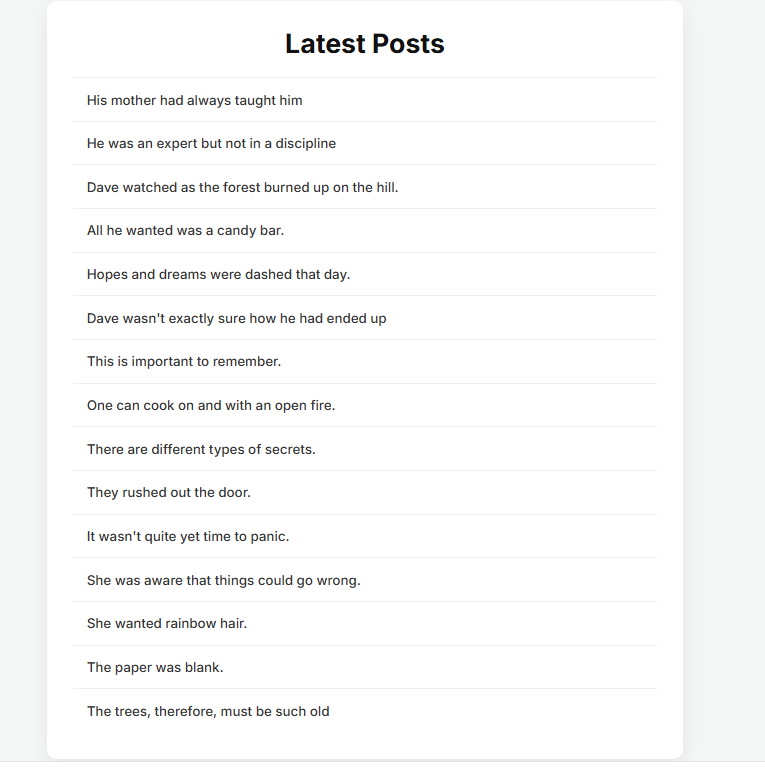 Latest Posts
His mother had always taught him
He was an expert but not in a discipline
Dave watched as the forest burned up on the hill.
All he wanted was a candy bar.
Hopes and dreams were dashed that day.
Dave wasn't exactly sure how he had ended up
This is important to remember.
One can cook on and with an open fire.
There are different types of secrets.
They rushed out the door.
It wasn't quite yet time to panic.
She was aware that things could go wrong.
She wanted rainbow hair.
The paper was blank.
The trees, therefore, must be such old